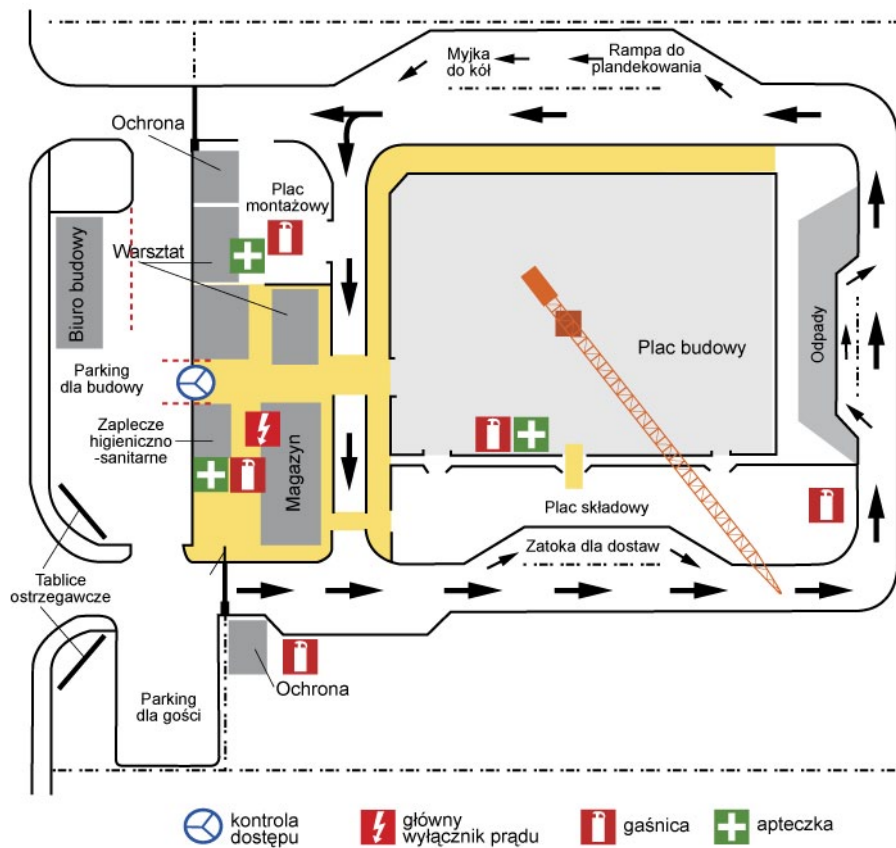 Myjka
do kół
Rampa do
plandekowania
Ochrona
Plac
montażowy
Warsztat
Biuro budowy
Plac budowy
Odpady
Parking
dla budowy
Zaplecze
higieniczno
-sanitarne
Magazyn
Plac składowy
Zatoka dla dostaw
Tablice
ostrzegawcze
Ochrona
Parking
dla gości
kontrola
dostępu
główny
wyłącznik prądu
gaśnica
apteczka